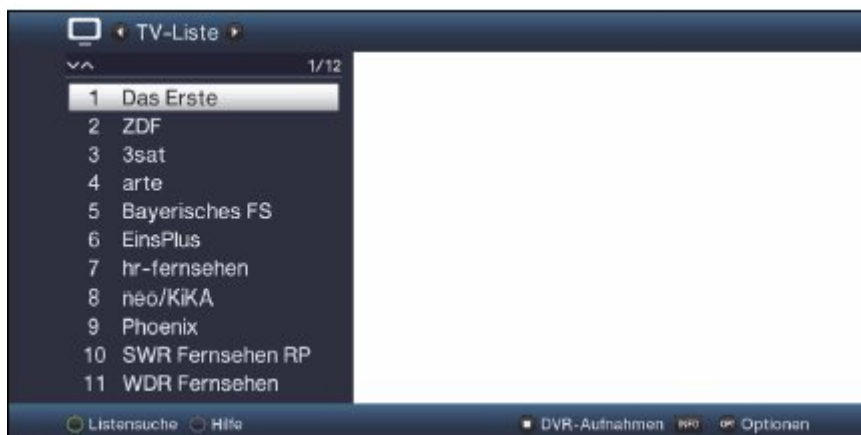 TV-Liste
1/12
1 Das Erste
2 ZDF
3 3sat
4 arte
5 Bayerisches FS
6 EinsPlus
7 hr-fernsehen
8 neo/KiKA
9 Phoenix
10 SWR Fernsehen RP
11 WDR Fernsehen
Listensuche Hilfe DVR-Aufnahmen INFO OPT Optionen